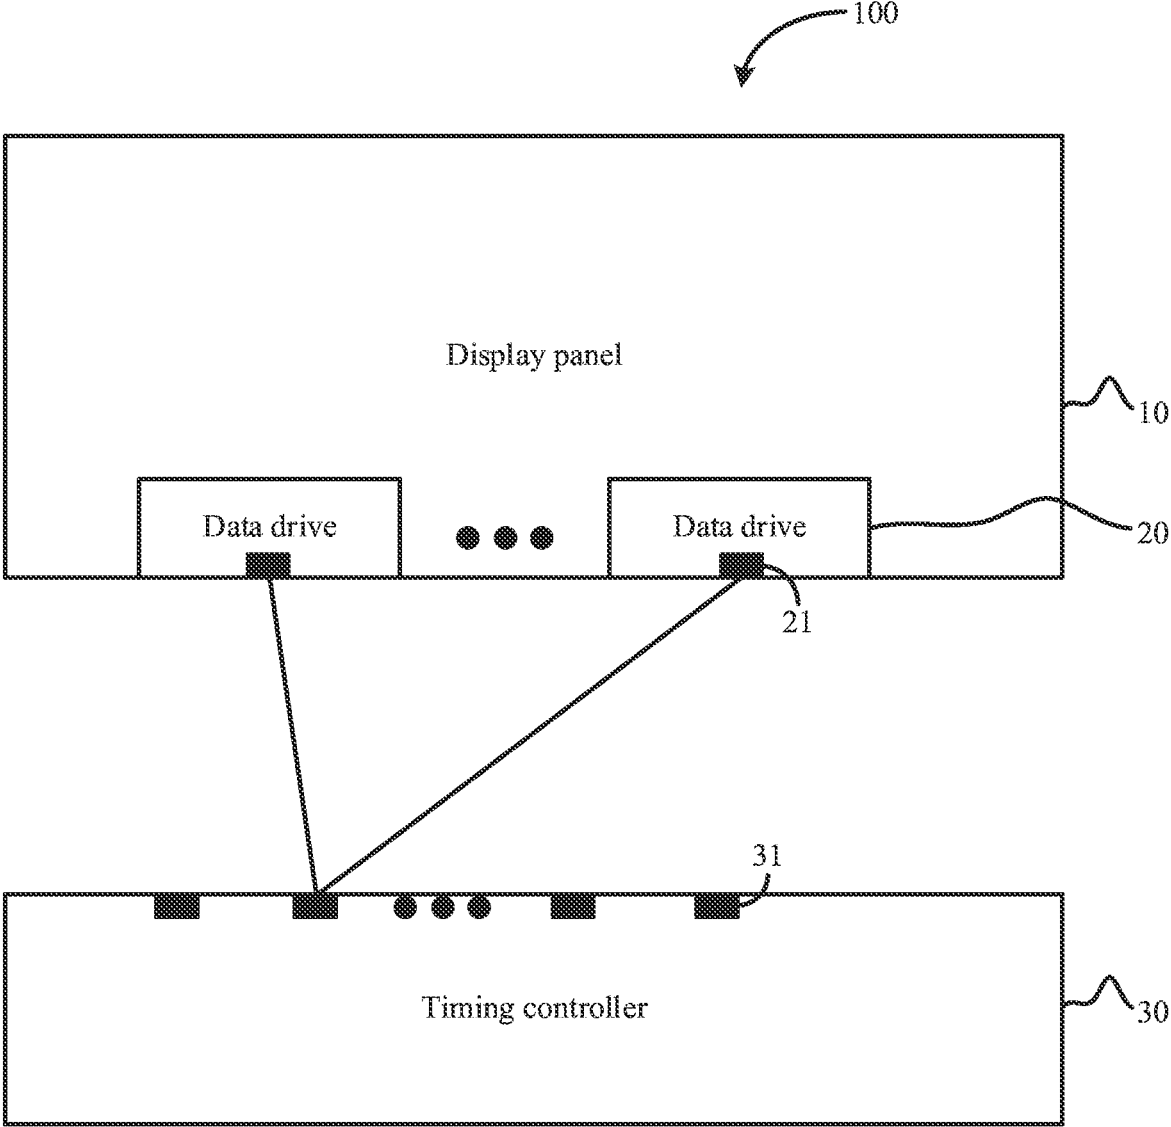 100
Display panel
10
Data drive
Data drive
20
21
31
Timing controller
30